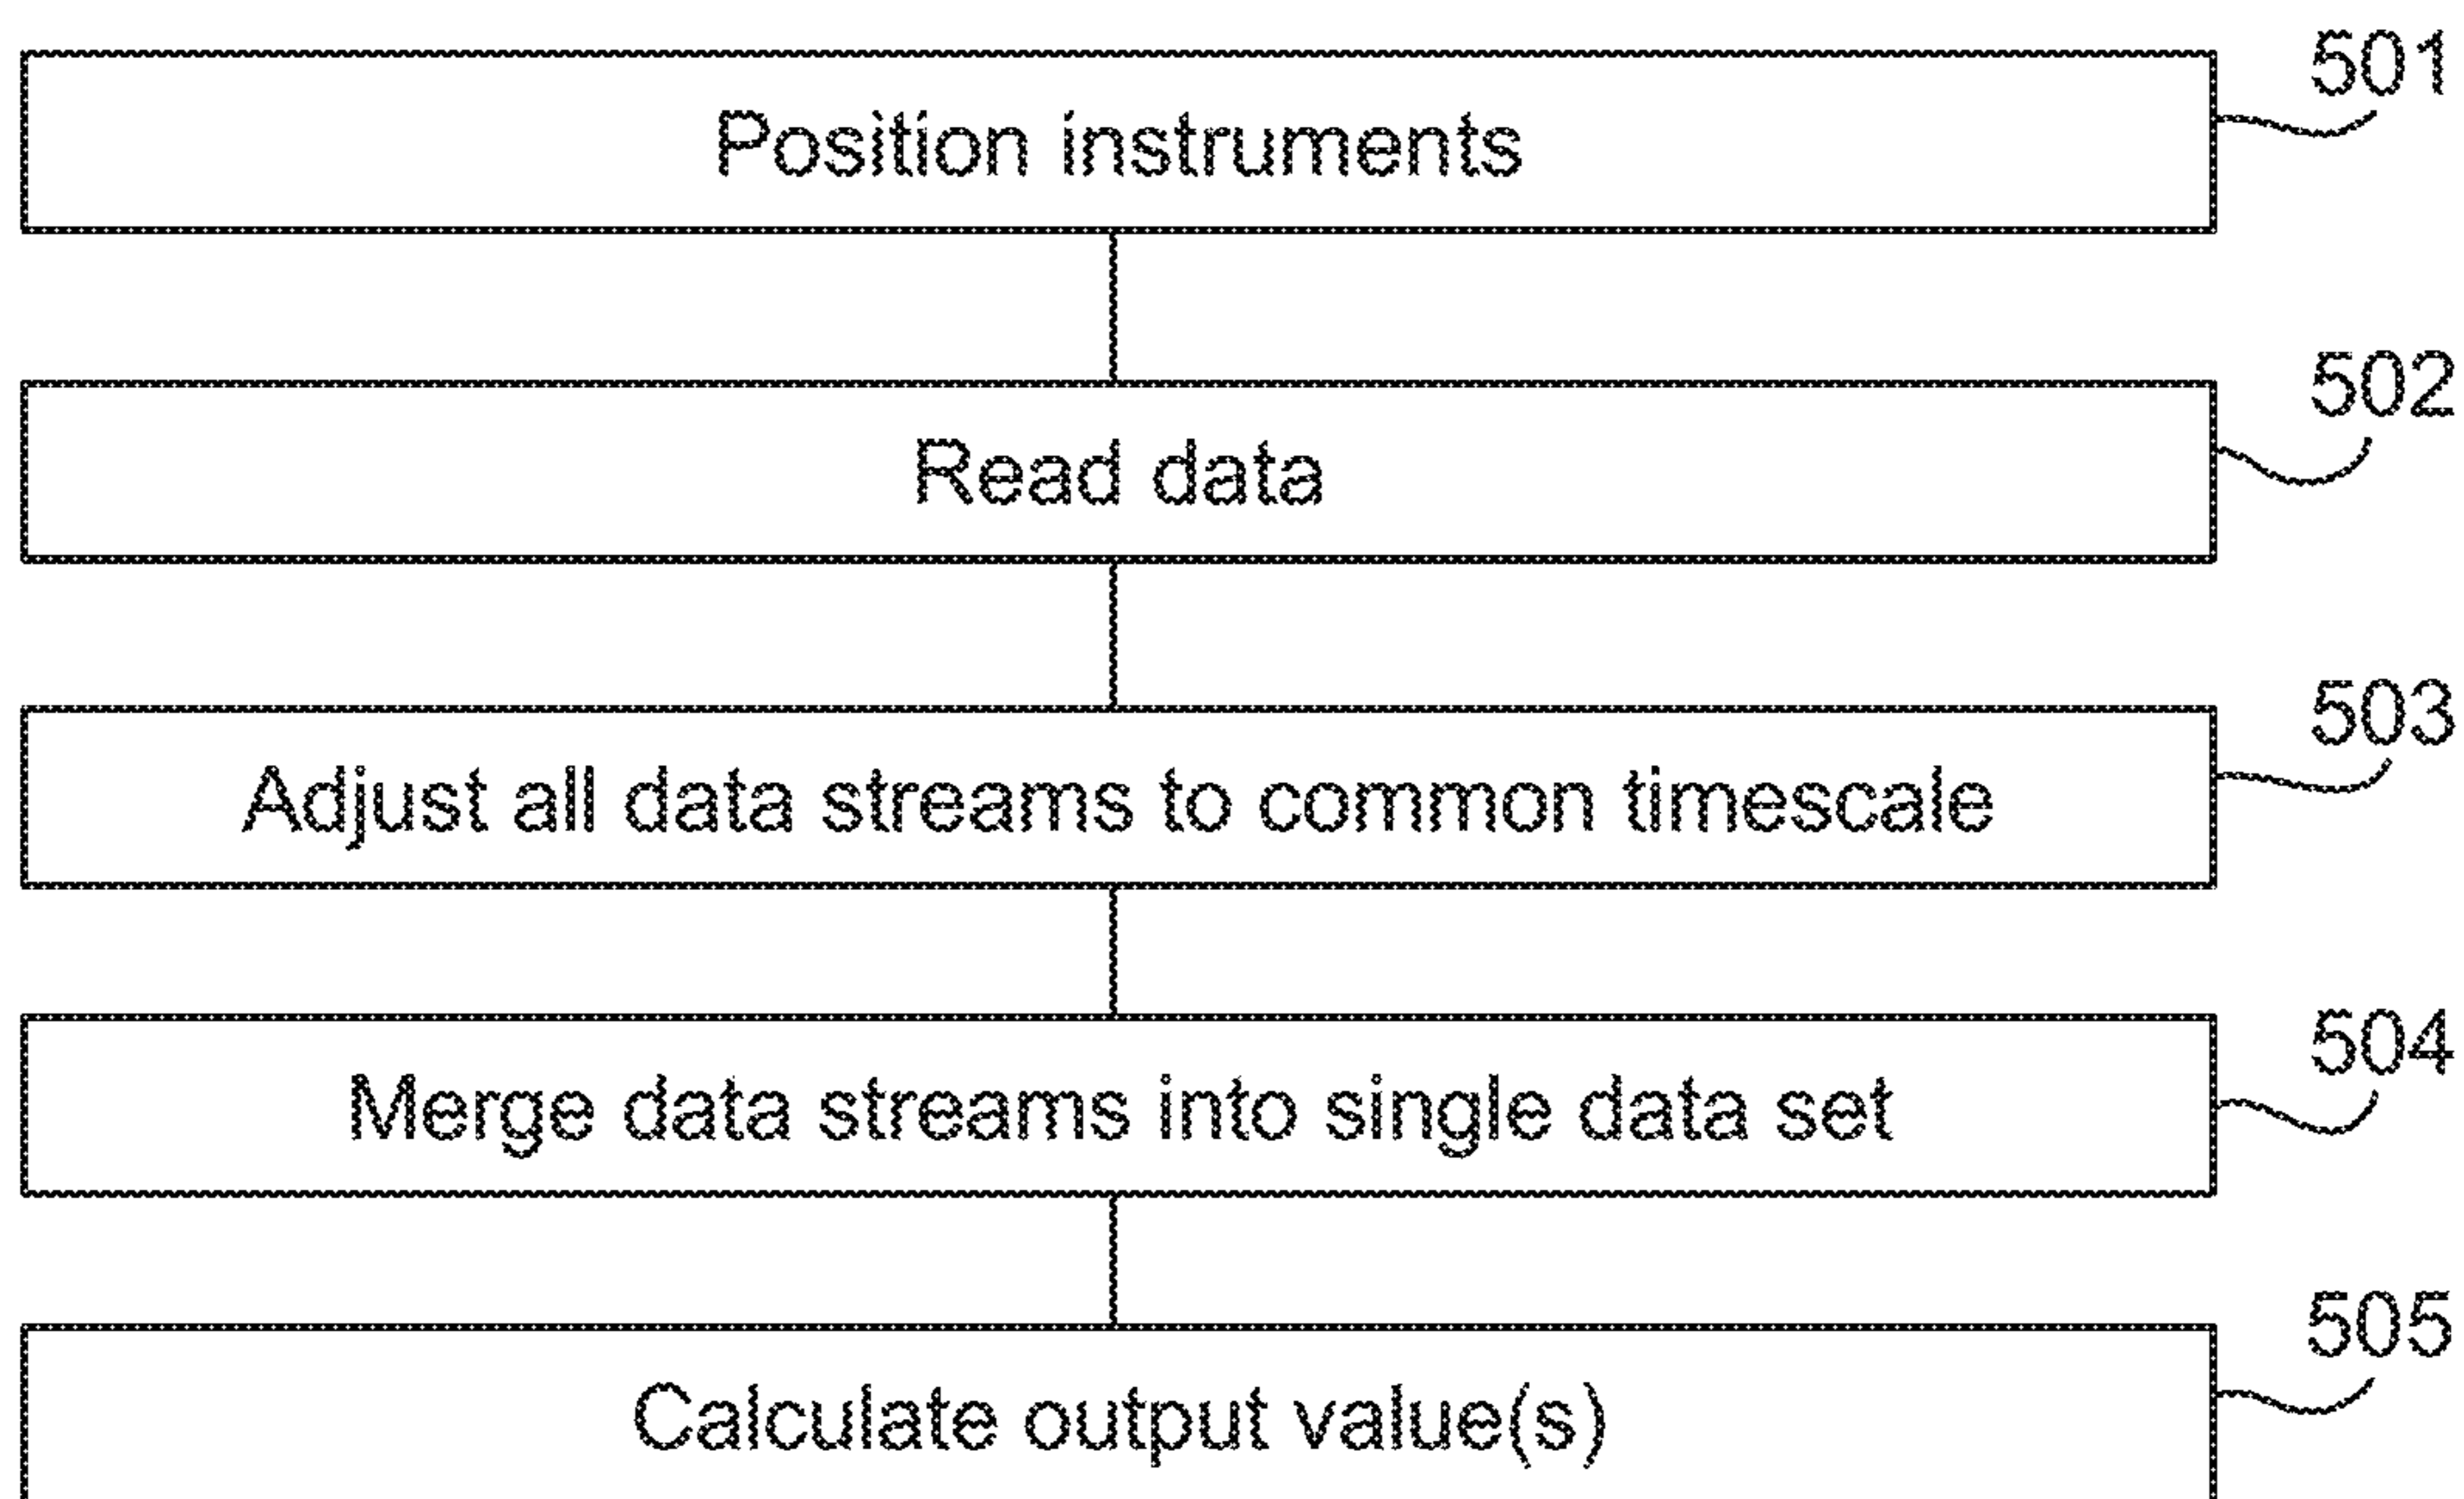 501
Position instruments
502
Read data
503
Adjust all data streams to common timescale
504
Merge data streams into single data set
505
Calculate output value(s)